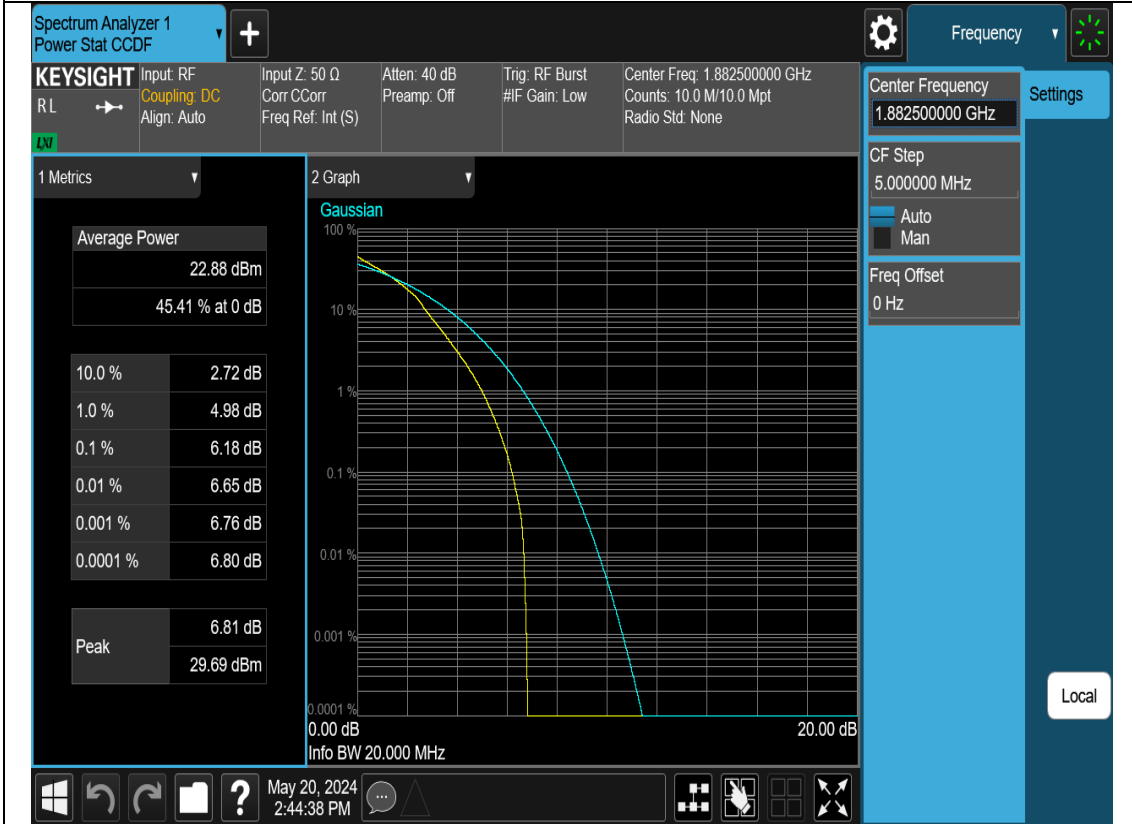 Spectrum Analyzer 1
Power Stat CCDF
+
Frequency
KEYSIGHT
RL
LXI
Input: RF
Coupling: DC
Align: Auto
Input Z: 50 Ω
Corr CCorr
Freq Ref: Int (S)
Atten: 40 dB
Preamp: Off
Trig: RF Burst
#IF Gain: Low
Center Freq: 1.882500000 GHz
Counts: 10.0 M/10.0 Mpt
Radio Std: None
Center Frequency
1.882500000 GHz
Settings
CF Step
5.000000 MHz
Auto
Man
Freq Offset
0 Hz
Local
1 Metrics
Average Power
22.88 dBm
45.41 % at 0 dB
10.0 % 2.72 dB
1.0 % 4.98 dB
0.1 % 6.18 dB
0.01 % 6.65 dB
0.001 % 6.76 dB
0.0001 % 6.80 dB
Peak
6.81 dB
29.69 dBm
2 Graph
Gaussian
100 %
10 %
1 %
0.1 %
0.01 %
0.001 %
0.0001 %
0.00 dB 20.00 dB
Info BW 20.000 MHz
?
May 20, 2024
2:44:38 PM